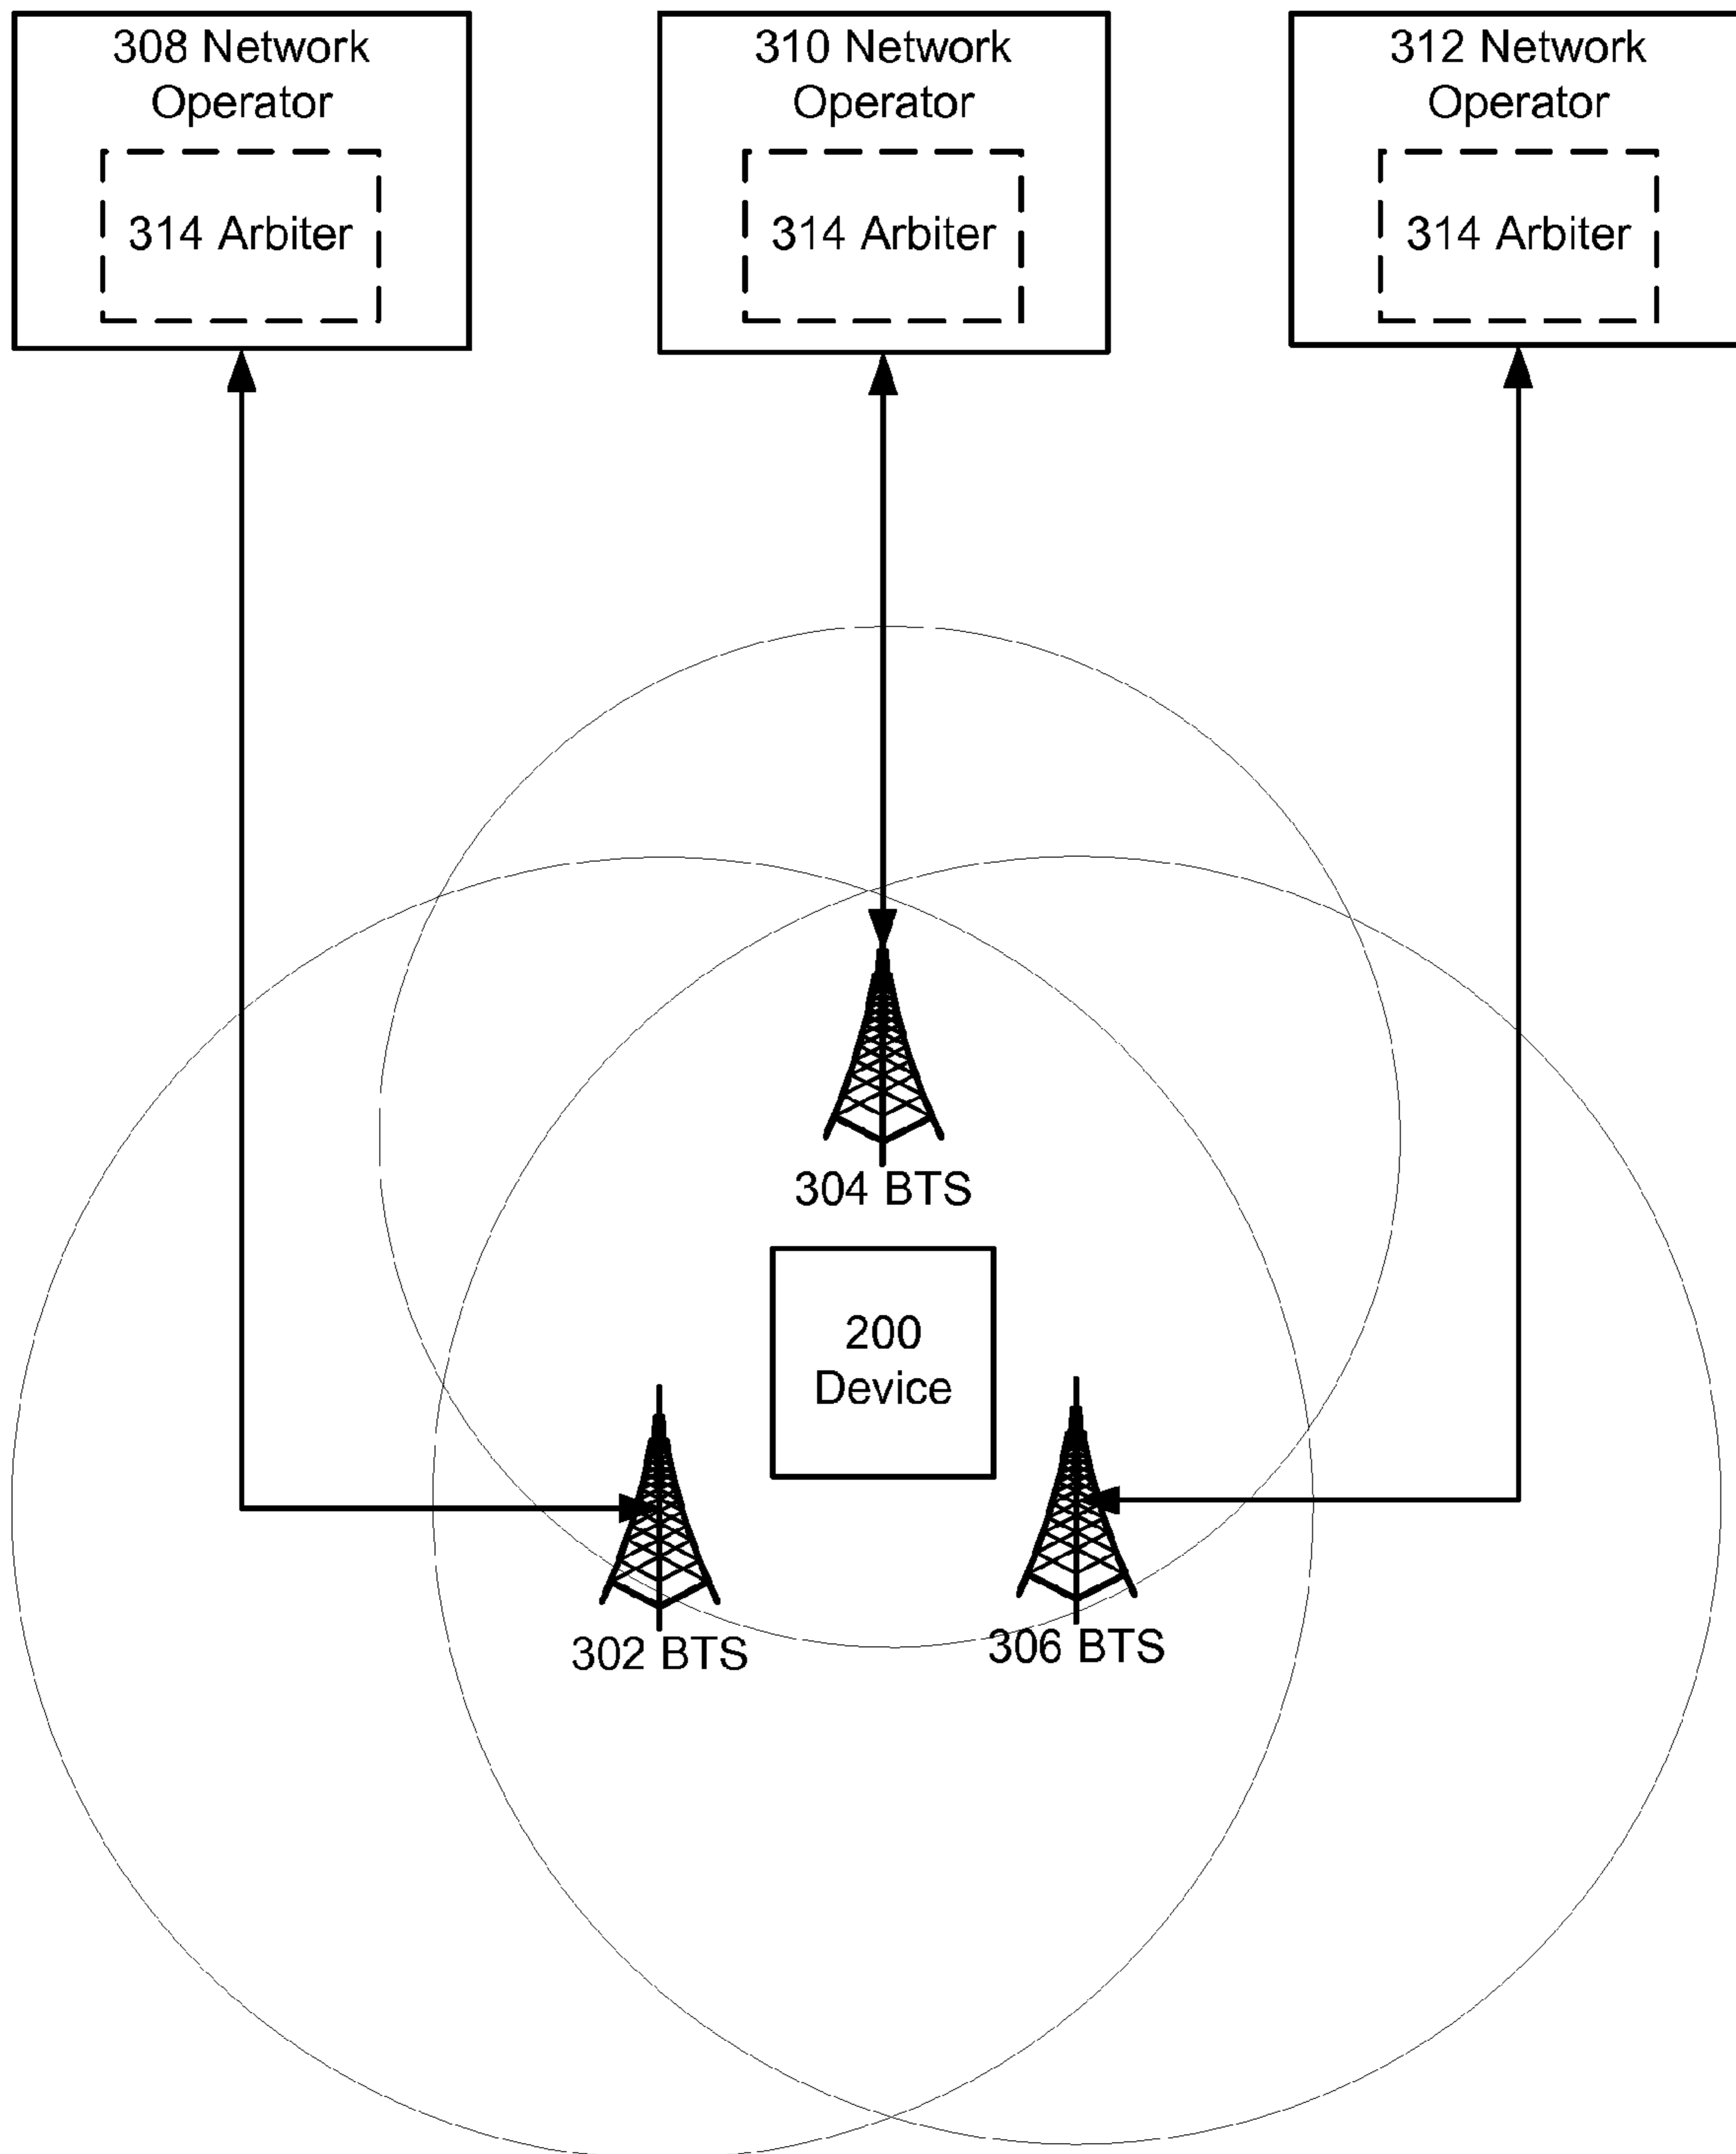 308 Network
Operator
314 Arbiter
310 Network
Operator
314 Arbiter
312 Network
Operator
314 Arbiter
304 BTS
200
Device
302 BTS
306 BTS